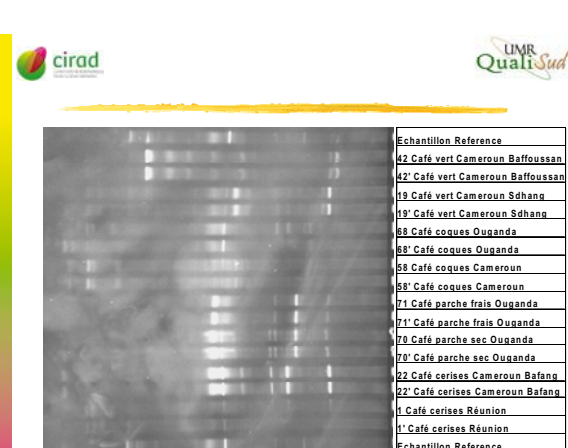 cirad
UMR
QualiSud
Echantillon Reference
42 Café vert Cameroun Baffoussan
42' Café vert Cameroun Baffoussan
19 Café vert Cameroun Sdhang
19' Café vert Cameroun Sdhang
68 Café coques Ouganda
68' Café coques Ouganda
58 Café coques Cameroun
58' Café coques Cameroun
71 Café parche frais Ouganda
71' Café parche frais Ouganda
70 Café parche sec Ouganda
70' Café parche sec Ouganda
22 Café cerises Cameroun Bafang
22' Café cerises Cameroun Bafang
1 Café cerises Réunion
1' Café cerises Réunion
Echantillon Reference